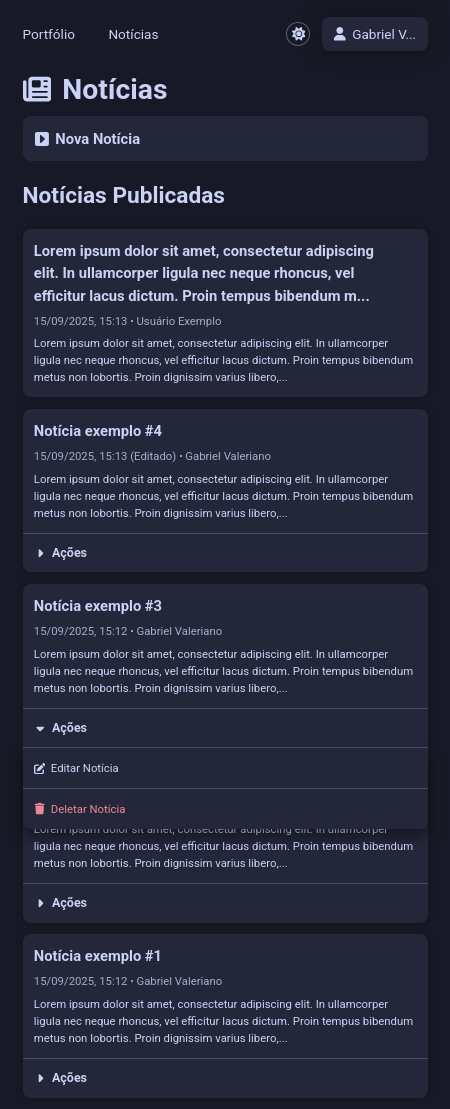 Portfólio Notícias Gabriel V...
Notícias
Nova Notícia
Notícias Publicadas
Lorem ipsum dolor sit amet, consectetur adipiscing
elit. In ullamcorper ligula nec neque rhoncus, vel
efficitur lacus dictum. Proin tempus bibendum m...
15/09/2025, 15:13 • Usuário Exemplo
Lorem ipsum dolor sit amet, consectetur adipiscing elit. In ullamcorper
ligula nec neque rhoncus, vel efficitur lacus dictum. Proin tempus bibendum
metus non lobortis. Proin dignissim varius libero,...
Notícia exemplo #4
15/09/2025, 15:13 (Editado) • Gabriel Valeriano
Lorem ipsum dolor sit amet, consectetur adipiscing elit. In ullamcorper
ligula nec neque rhoncus, vel efficitur lacus dictum. Proin tempus bibendum
metus non lobortis. Proin dignissim varius libero,...
Ações
Notícia exemplo #3
15/09/2025, 15:12 • Gabriel Valeriano
Lorem ipsum dolor sit amet, consectetur adipiscing elit. In ullamcorper
ligula nec neque rhoncus, vel efficitur lacus dictum. Proin tempus bibendum
metus non lobortis. Proin dignissim varius libero,...
Ações
Editar Notícia
Deletar Notícia
Lorem ipsum dolor sit amet, consectetur adipiscing elit. In ullamcorper
ligula nec neque rhoncus, vel efficitur lacus dictum. Proin tempus bibendum
metus non lobortis. Proin dignissim varius libero,...
Ações
Notícia exemplo #1
15/09/2025, 15:12 • Gabriel Valeriano
Lorem ipsum dolor sit amet, consectetur adipiscing elit. In ullamcorper
ligula nec neque rhoncus, vel efficitur lacus dictum. Proin tempus bibendum
metus non lobortis. Proin dignissim varius libero,...
Ações